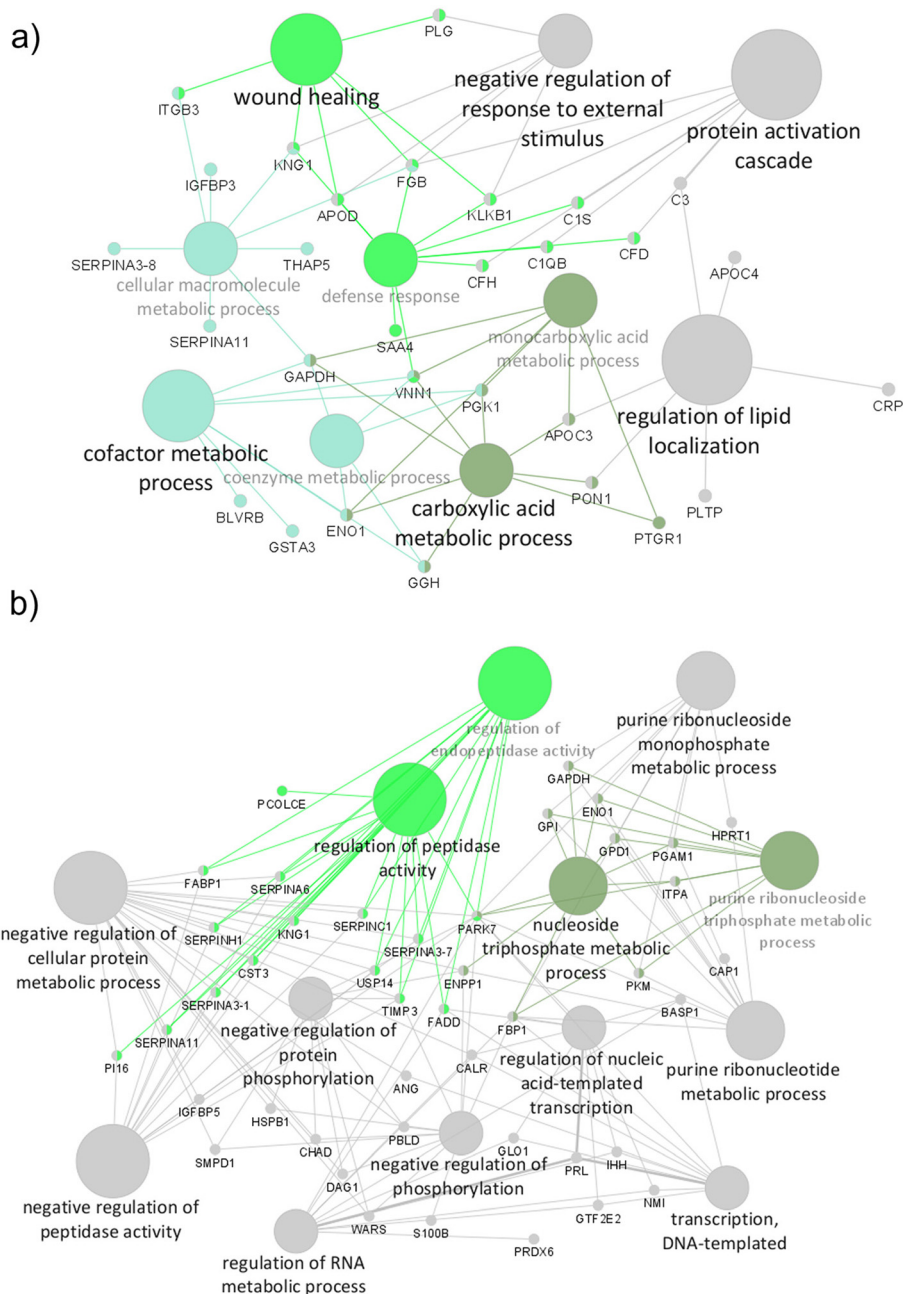 a)
PLG
wound healing
negative regulation of
response to external
stimulus
protein activation
cascade
ITGB3
KNG1
IGFBP3
FGB
APOD
KLKB1
C1S
C3
SERPINA3-8
THAP5
cellular macromolecule
metabolic process
defense response
CFH
C1QB
CFD
APOC4
SERPINA11
SAA4
monocarboxylic acid
metabolic process
GAPDH
VNN1
PGK1
CRP
regulation of lipid
localization
APOC3
cofactor metabolic
process
coenzyme metabolic process
carboxylic acid
metabolic process
PON1
PLTP
BLVRB
GSTA3
ENO1
PTGR1
GGH
b)
regulation of
endopeptidase activity
purine ribonucleoside
monophosphate
metabolic process
GAPDH
PCOLCE
ENO1
GPI
HPRT1
regulation of peptidase
activity
GPD1
PGAM1
FABP1
SERPINA6
ITPA
purine ribonucleoside
triphosphate metabolic
process
SERPINH1
KNG1
SERPINC1
PARK7
nucleoside
triphosphate metabolic
process
negative regulation of
cellular protein
metabolic process
SERPINA3-7
CST3
USP14
ENPP1
CAP1
PKM
SERPINA3-1
TIMP3
FADD
FBP1
BASP1
SERPINA11
negative regulation of
protein
phosphorylation
PI16
CALR
regulation of nucleic
acid-templated
transcription
purine ribonucleotide
metabolic process
ANG
IGFBP5
HSPB1
SMPD1
CHAD
PBLD
GLO1
PRL
IHH
negative regulation of
phosphorylation
DAG1
NMI
negative regulation of
peptidase activity
WARS
S100B
GTF2E2
transcription,
DNA-templated
PRDX6
regulation of RNA
metabolic process